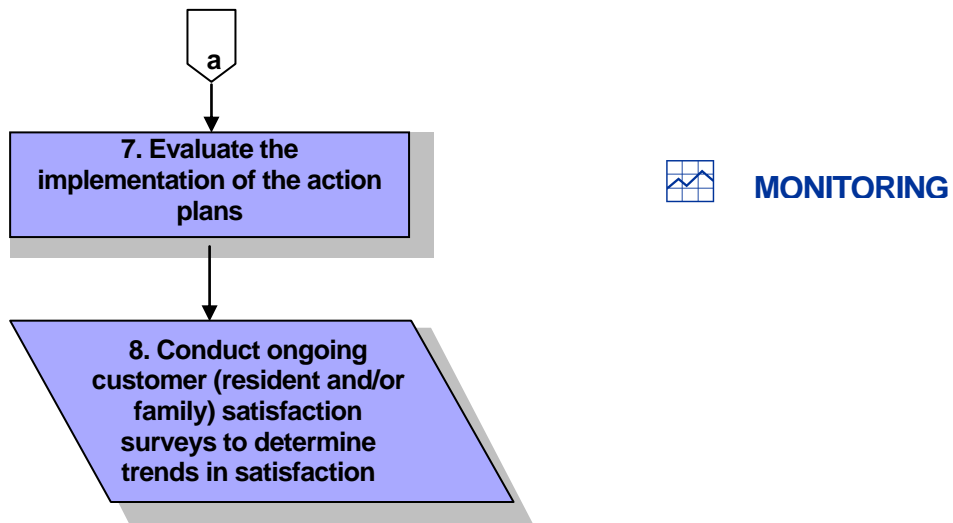 a
7. Evaluate the
implementation of the action
plans
MONITORING
8. Conduct ongoing
customer (resident and/or
family) satisfaction
surveys to determine
trends in satisfaction